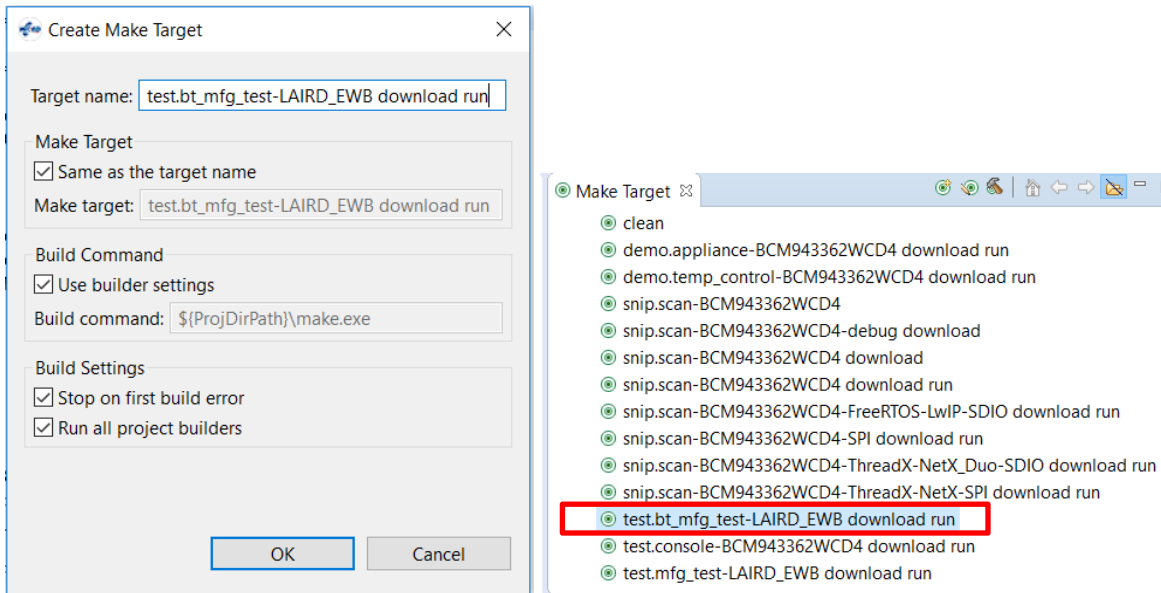 Create Make Target
Target name: test.bt_mfg_test-LAIRD_EWB download run
Make Target
Same as the target name
Make target: test.bt_mfg_test-LAIRD_EWB download run
Build Command
Use builder settings
Build command: ${ProjDirPath}\make.exe
Build Settings
Stop on first build error
Run all project builders
OK Cancel
Make Target
clean
demo.appliance-BCM943362WCD4 download run
demo.temp_control-BCM943362WCD4 download run
snip.scan-BCM943362WCD4
snip.scan-BCM943362WCD4-debug download
snip.scan-BCM943362WCD4 download
snip.scan-BCM943362WCD4 download run
snip.scan-BCM943362WCD4-FreeRTOS-LwIP-SDIO download run
snip.scan-BCM943362WCD4-SPI download run
snip.scan-BCM943362WCD4-ThreadX-NetX_Duo-SDIO download run
snip.scan-BCM943362WCD4-ThreadX-NetX-SPI download run
test.bt_mfg_test-LAIRD_EWB download run
test.console-BCM943362WCD4 download run
test.mfg_test-LAIRD_EWB download run